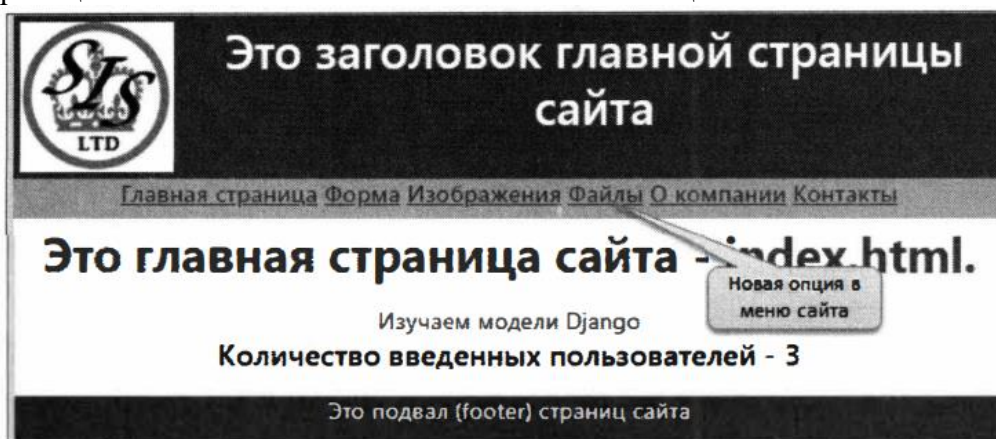 Это заголовок главной страницы
сайта
SIS
LTD
Главная страница Форма Изображения Файлы О компании Контакты
Это главная страница сайта - index.html.
Новая опция в
меню сайта
Изучаем модели Django
Количество введенных пользователей - 3
Это подвал (footer) страниц сайта